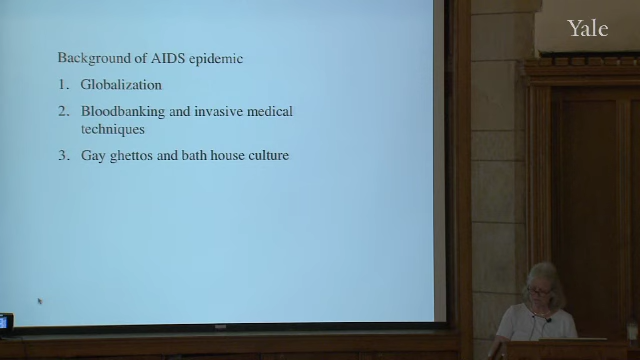 Yale
Background of AIDS epidemic
1. Globalization
2. Bloodbanking and invasive medical
techniques
3. Gay ghettos and bath house culture